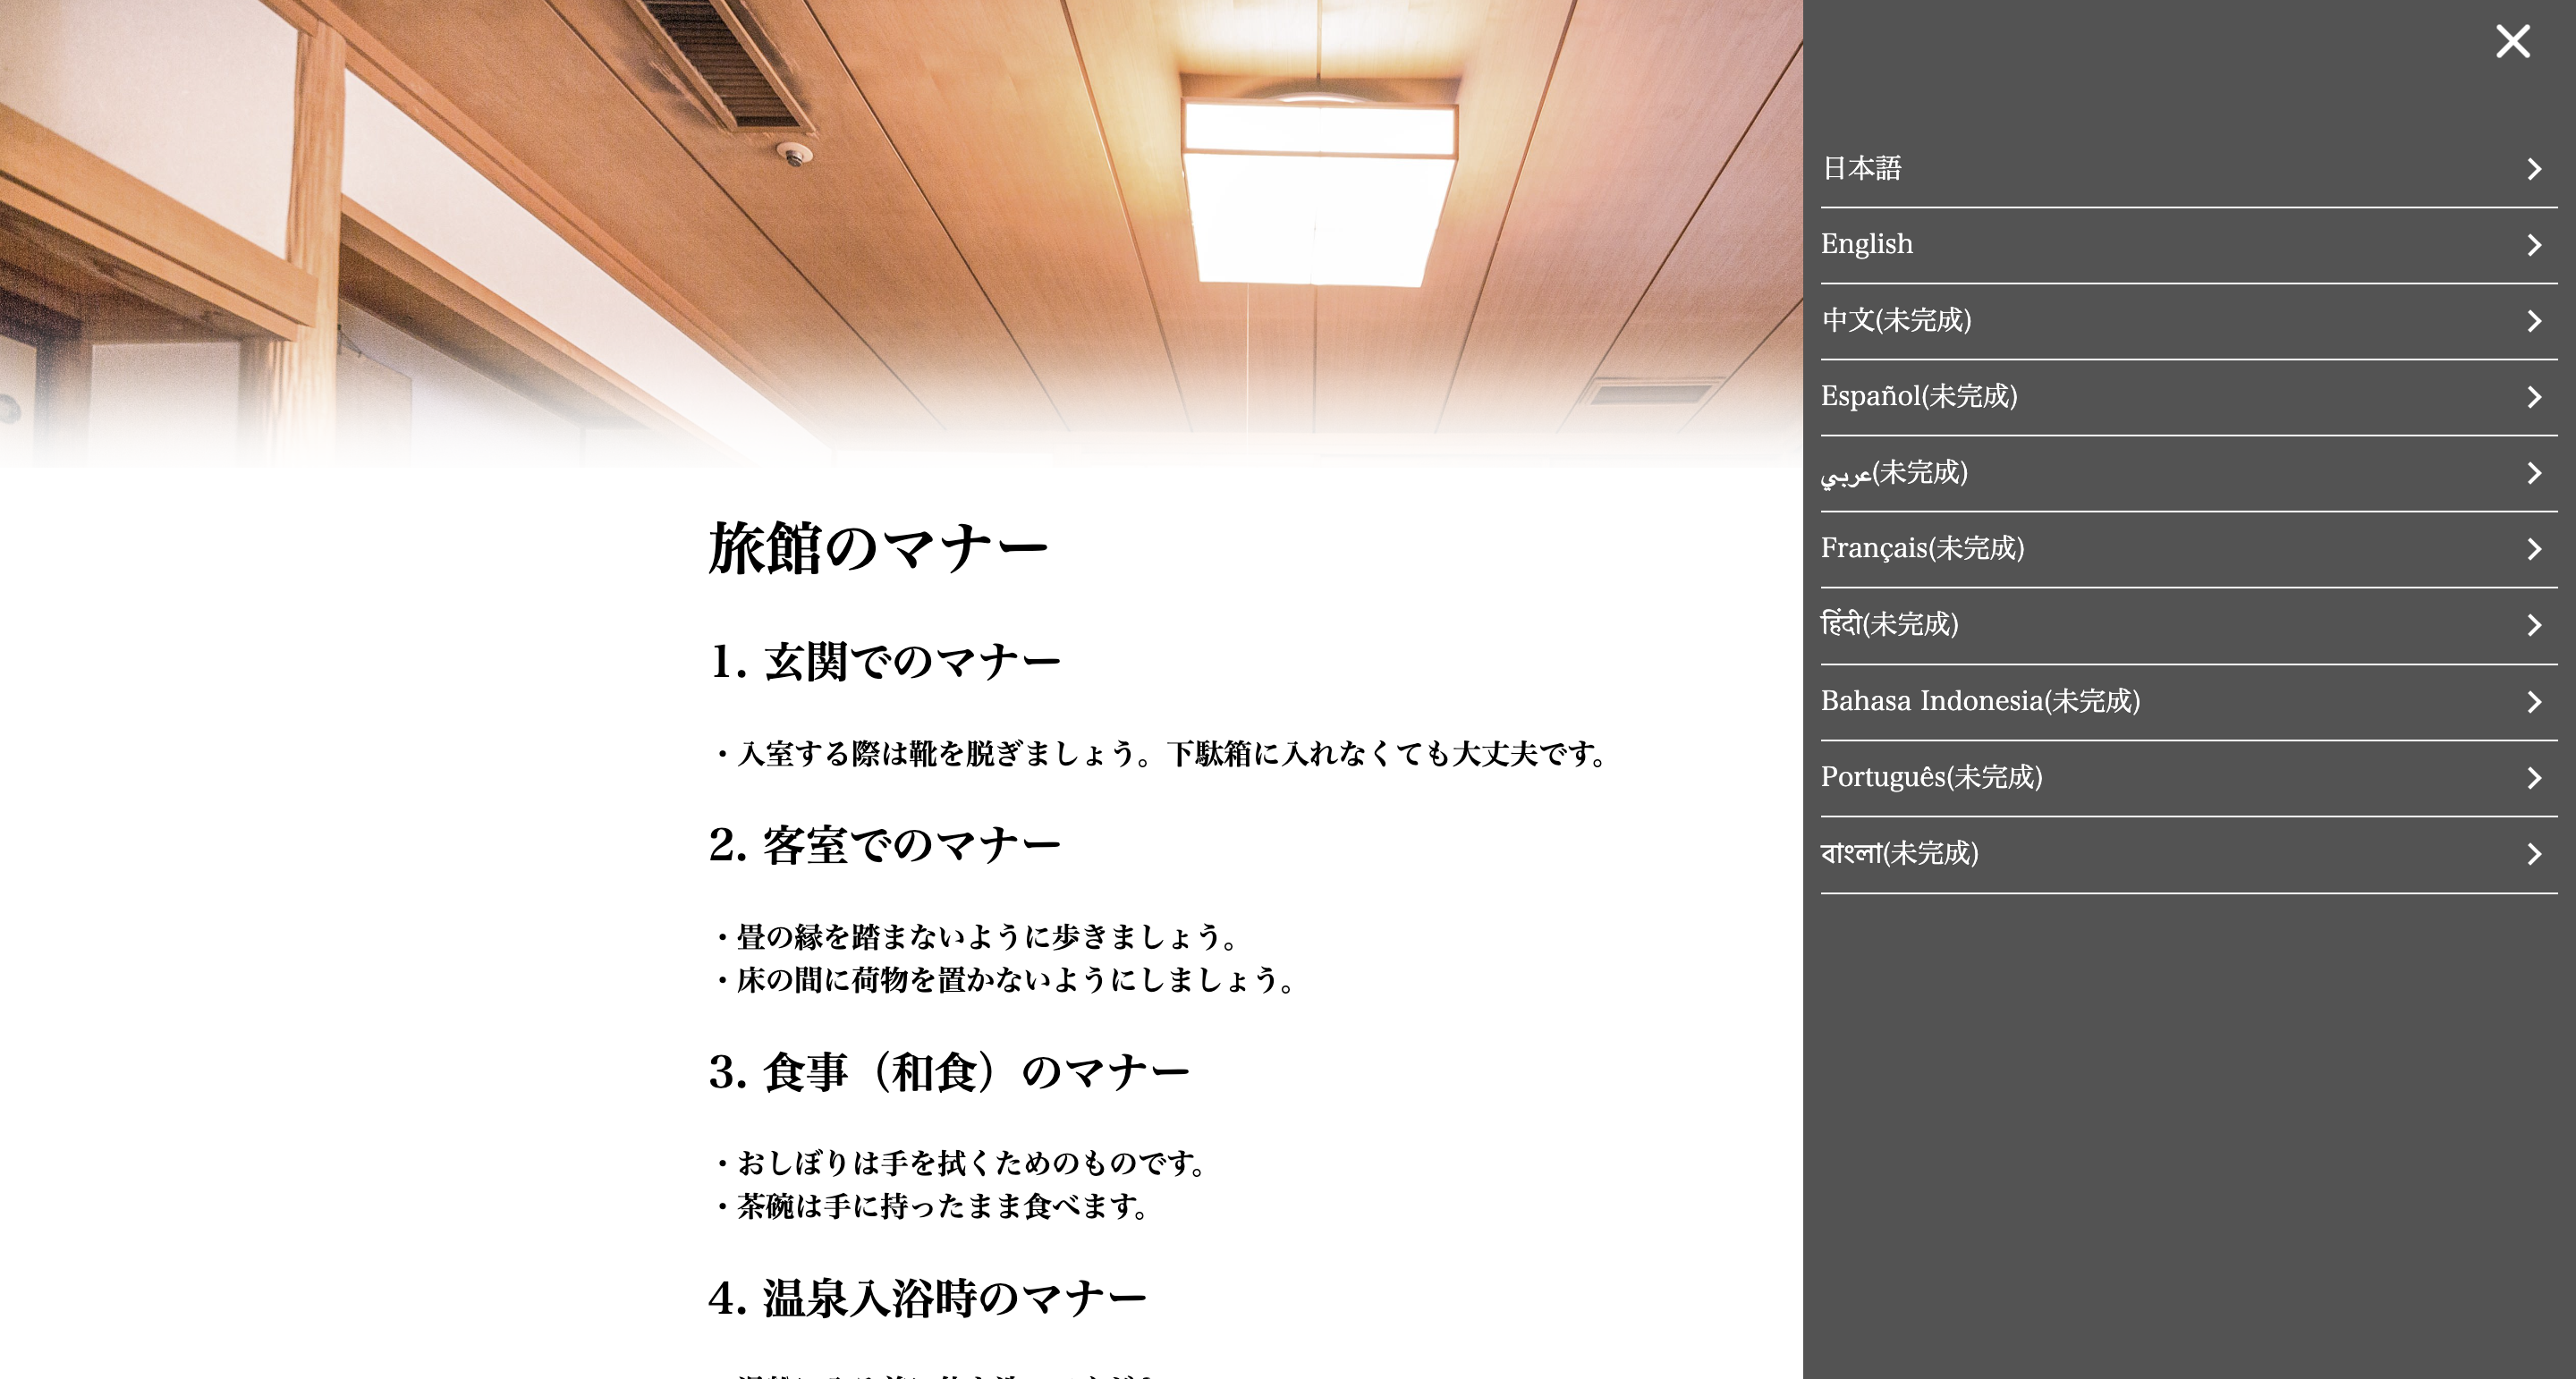 旅館のマナー
1. 玄関でのマナー
・入室する際は靴を脱ぎましょう。下駄箱に入れなくても大丈夫です。
2. 客室でのマナー
・畳の縁を踏まないように歩きましょう。
・床の間に荷物を置かないようにしましょう。
3. 食事（和食）のマナー
・おしぼりは手を拭くためのものです。
・茶碗は手に持ったまま食べます。
4. 温泉入浴時のマナー
日本語
English
中文(未完成)
Español(未完成)
عربي(未完成)
Français(未完成)
हिंदी(未完成)
Bahasa Indonesia(未完成)
Português(未完成)
বাংলা(未完成)